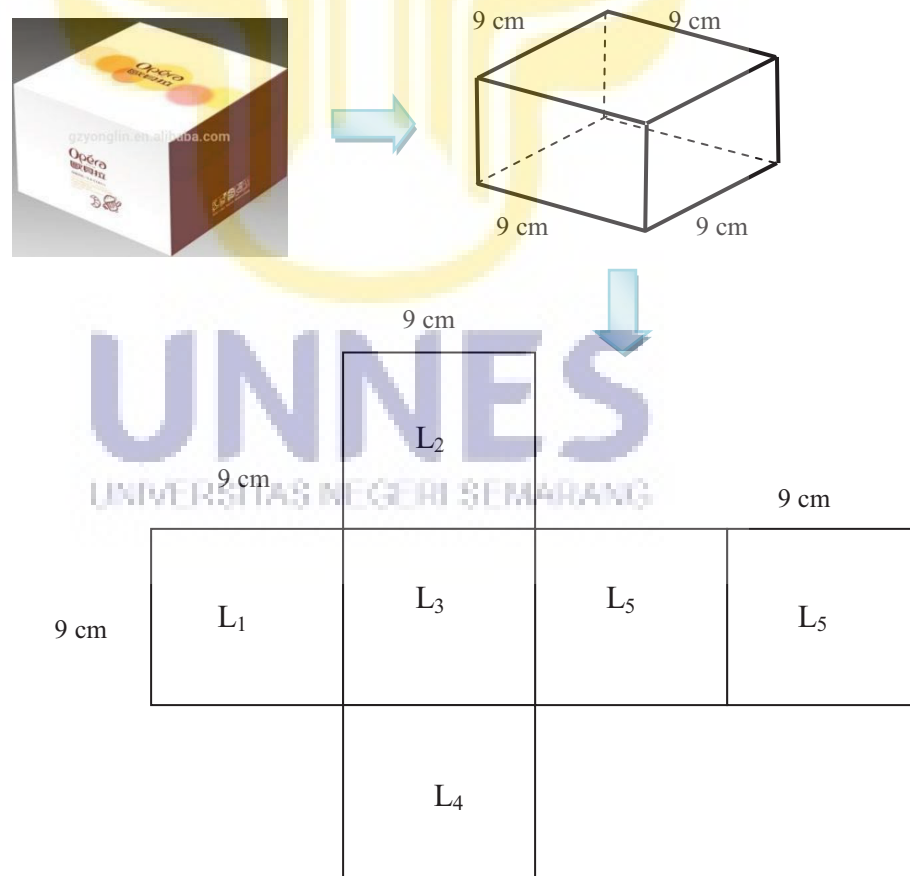 9 cm 9 cm
Opéra
gzyonglin.en.alibaba.com
Opéra
9 cm 9 cm
9 cm
UNNES
L2
9 cm
UNIVERSITAS NEGERI SEMARANG
9 cm
L1 L3 L5 L5
9 cm
L4